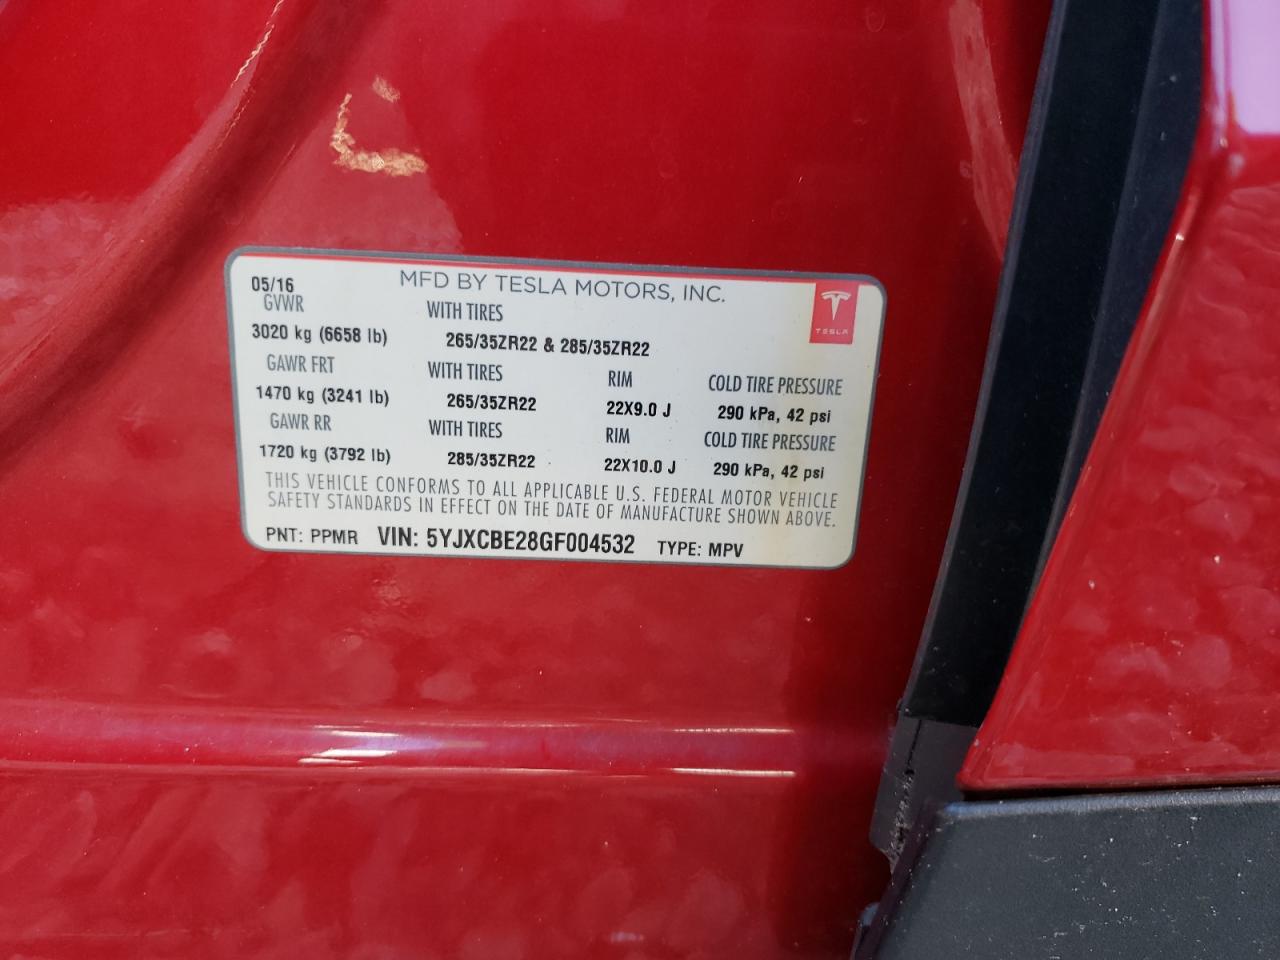 05/16 MFD BY TESLA MOTORS, INC.
GVWR WITH TIRES
3020 kg (6658 lb) 265/35ZR22 & 285/35ZR22
TESLA
GAWR FRT WITH TIRES RIM COLD TIRE PRESSURE
1470 kg (3241 lb) 265/35ZR22 22X9.0 J 290 kPa, 42 psi
GAWR RR WITH TIRES RIM COLD TIRE PRESSURE
1720 kg (3792 lb) 285/35ZR22 22X10.0 J 290 kPa, 42 psi
THIS VEHICLE CONFORMS TO ALL APPLICABLE U.S. FEDERAL MOTOR VEHICLE
SAFETY STANDARDS IN EFFECT ON THE DATE OF MANUFACTURE SHOWN ABOVE.
PNT: PPMR VIN: 5YJXCBE28GF004532 TYPE: MPV